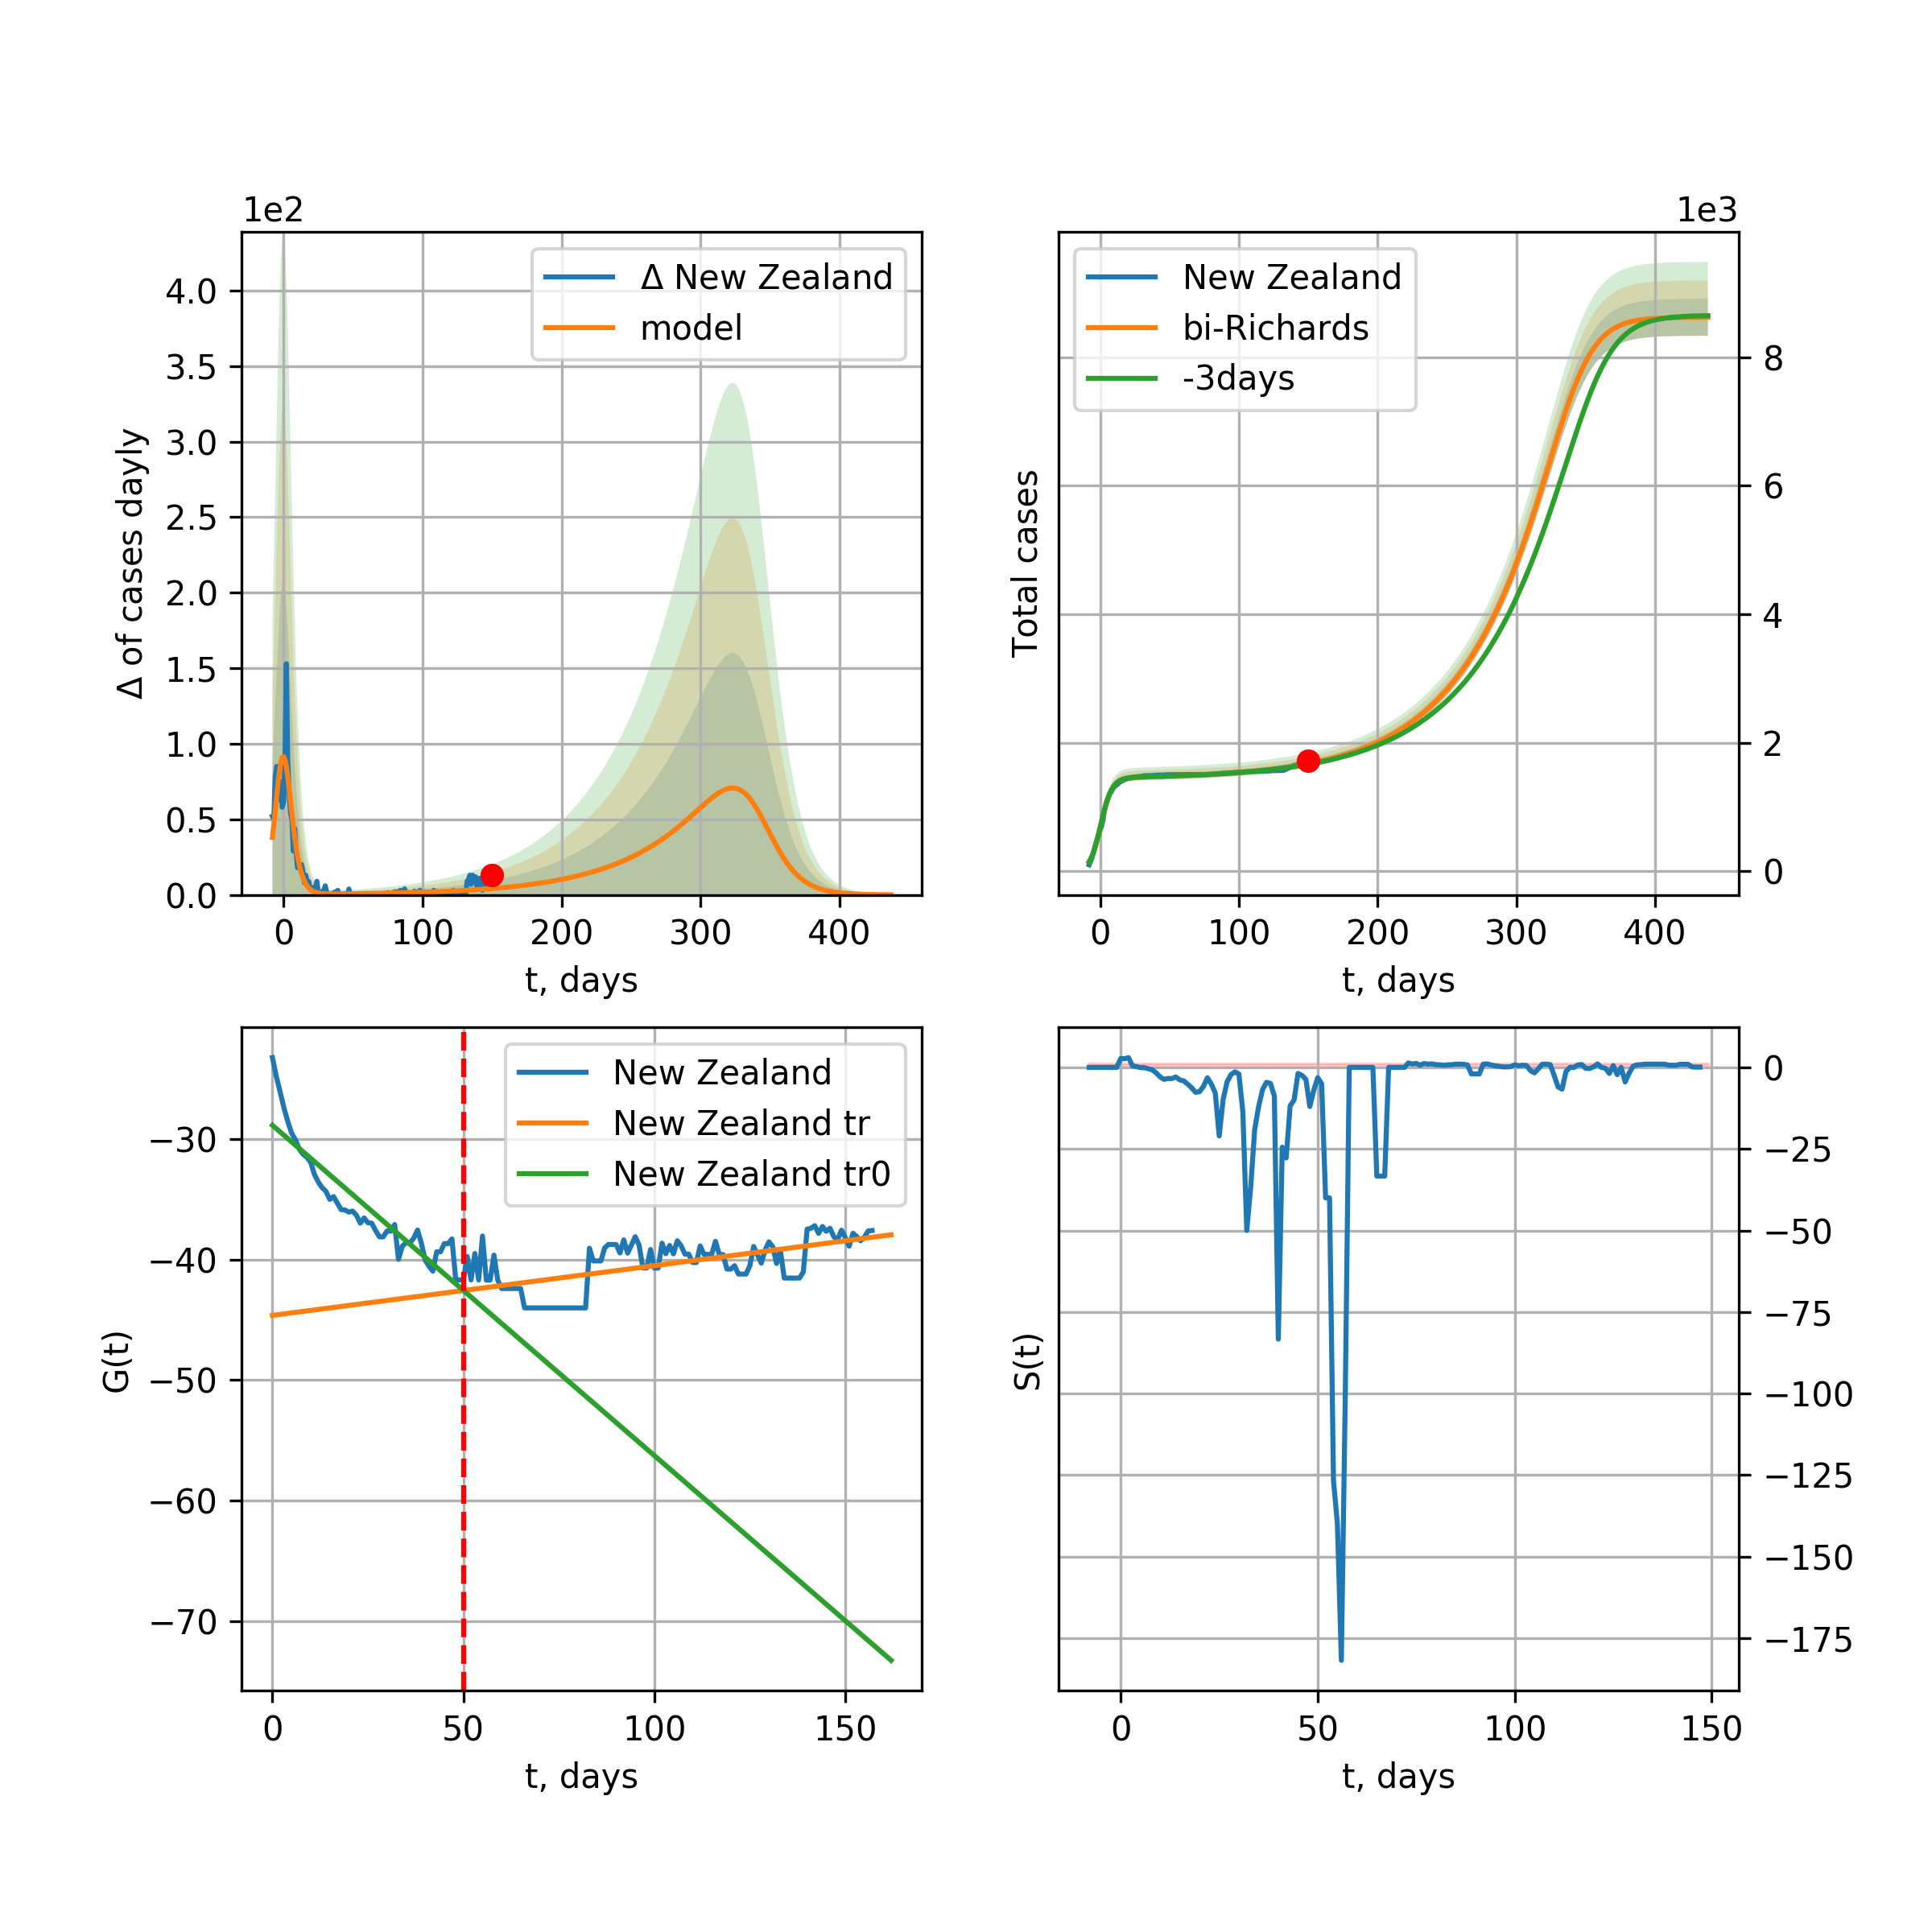 1e2
Δ New Zealand
model
4.0
3.5
3.0
2.5
2.0
1.5
1.0
0.5
0.0
Δ of cases dayly
0 100 200 300 400
t, days
1e3
New Zealand
bi-Richards
-3days
8
6
4
2
0
Total cases
0 100 200 300 400
t, days
New Zealand
New Zealand tr
New Zealand tr0
−30
−40
−50
−60
−70
G(t)
0 50 100 150
t, days
0
−25
−50
−75
−100
−125
−150
−175
S(t)
0 50 100 150
t, days